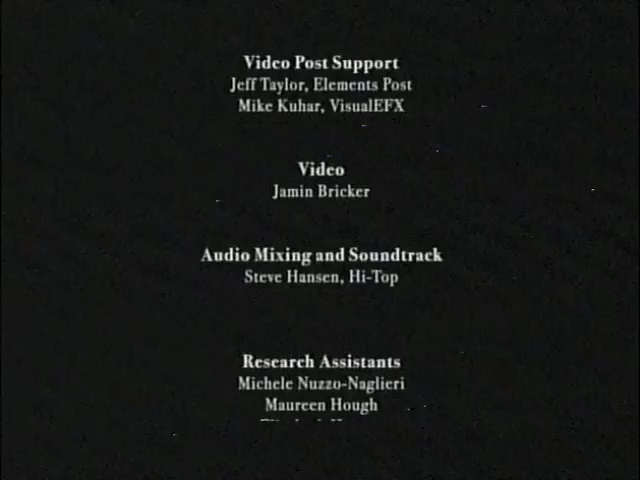 Video Post Support
Jeff Taylor, Elements Post
Mike Kuhar, VisualEFX
Video
Jamin Bricker
Audio Mixing and Soundtrack
Steve Hansen, Hi-Top
Research Assistants
Michele Nuzzo-Naglieri
Maureen Hough